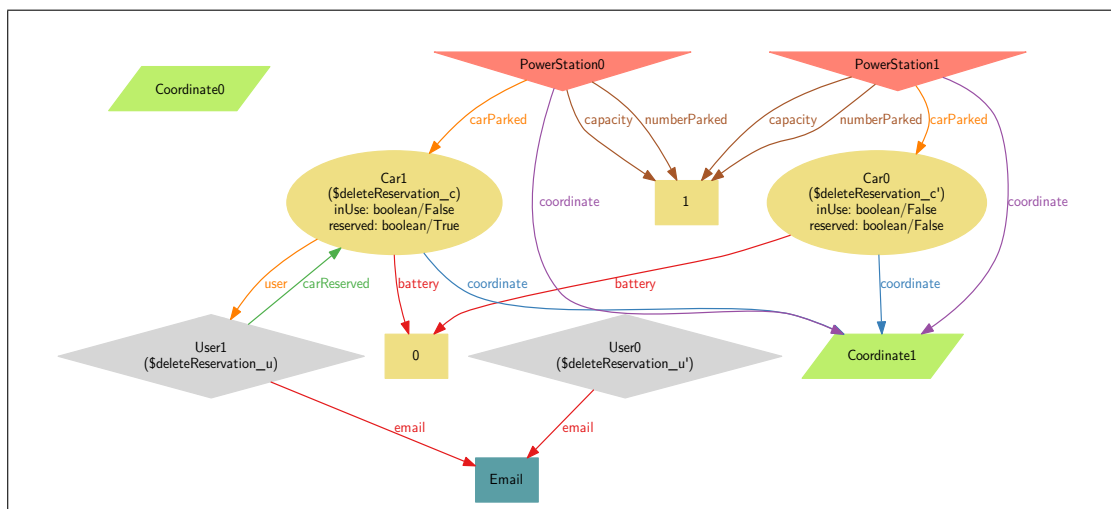 PowerStation0
PowerStation1
Coordinate0
carParked
capacity
numberParked
capacity
numberParked
carParked
Car1
($deleteReservation_c)
inUse: boolean/False
reserved: boolean/True
coordinate
1
Car0
($deleteReservation_c')
inUse: boolean/False
reserved: boolean/False
coordinate
user
carReserved
battery
coordinate
battery
coordinate
User1
($deleteReservation_u)
0
User0
($deleteReservation_u')
Coordinate1
email
email
Email